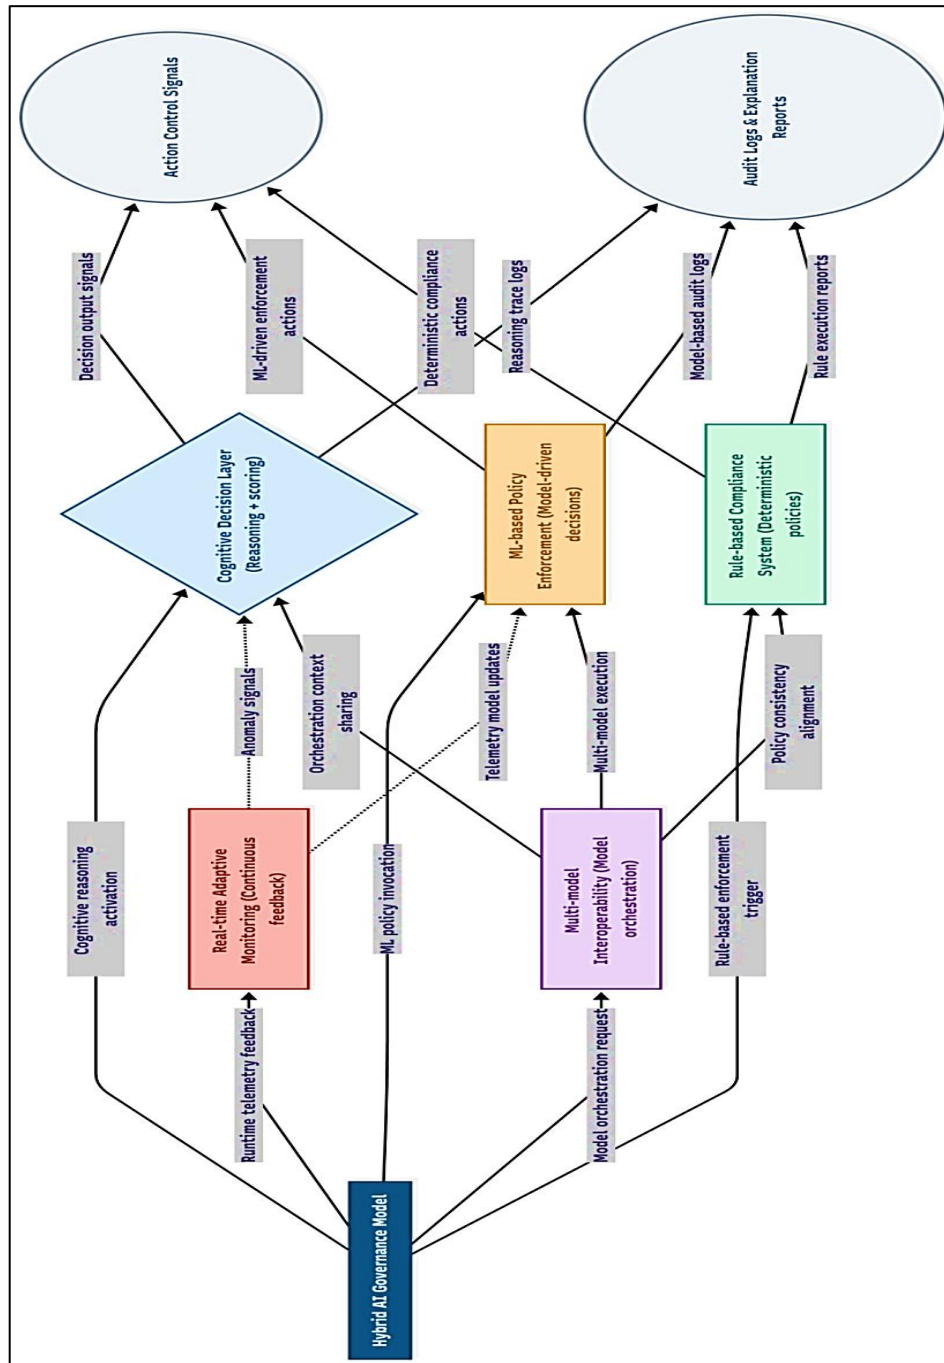 Hybrid AI Governance Model
Cognitive reasoning
activation
Runtime telemetry feedback
ML policy invocation
Model orchestration request
Rule-based enforcement
trigger
Real-time Adaptive
Monitoring (Continuous
feedback)
Multi-model
Interoperability (Model
orchestration)
Anomaly signals
Orchestration context
sharing
Telemetry model updates
Multi-model execution
Policy consistency
alignment
Cognitive Decision Layer
(Reasoning + scoring)
ML-based Policy
Enforcement (Model-driven
decisions)
Rule-based Compliance
System (Deterministic
policies)
Decision output signals
ML-driven enforcement
actions
Deterministic compliance
actions
Reasoning trace logs
Model-based audit logs
Rule execution reports
Action Control Signals
Audit Logs & Explanation
Reports